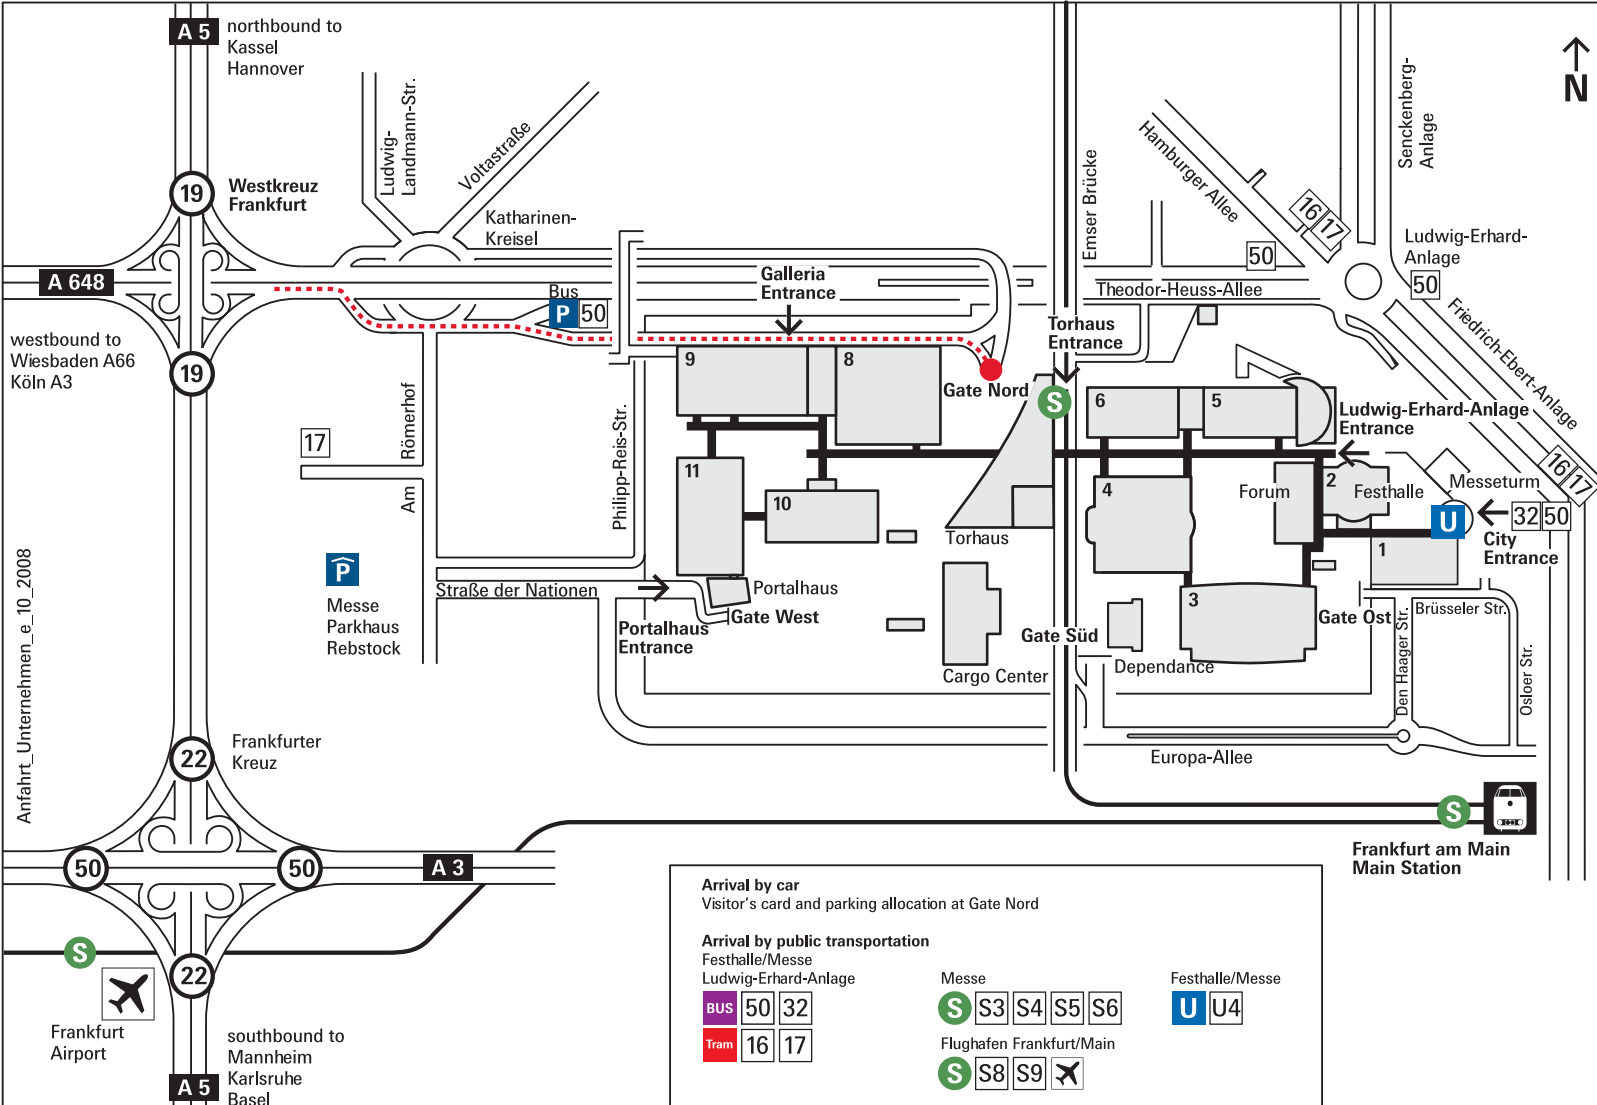 A 5
northbound to
Kassel
Hannover
N
Ludwig-
Landmann-Str.
Voltastraße
Emser Brücke
Hamburger Allee
Senckenberg-
Anlage
16
17
19
Westkreuz
Frankfurt
Katharinen-
Kreisel
Ludwig-Erhard-
Anlage
50
50
A 648
Galleria
Entrance
Theodor-Heuss-Allee
Friedrich-Ebert-Anlage
Bus
P
50
westbound to
Wiesbaden A66
Köln A3
19
Torhaus
Entrance
9
8
Gate Nord
S
6
5
Ludwig-Erhard-Anlage
Entrance
17
Am
Römerhof
Philipp-Reis-Str.
11
10
4
Forum
2
Festhalle
Messeturm
16
17
U
32
50
City
Entrance
Torhaus
1
P
Messe
Parkhaus
Rebstock
Straße der Nationen
Portalhaus
Gate West
Portalhaus
Entrance
Cargo Center
Gate Süd
Dependance
3
Gate Ost
Den Haager Str.
Brüsseler Str.
Osloer Str.
Anfahrt_Unternehmen_e_10_2008
22
Frankfurter
Kreuz
Europa-Allee
S
Frankfurt am Main
Main Station
50
50
A 3
S
22
Frankfurt
Airport
southbound to
Mannheim
Karlsruhe
Basel
A 5
Arrival by car
Visitor's card and parking allocation at Gate Nord
Arrival by public transportation
Festhalle/Messe
Ludwig-Erhard-Anlage
BUS 50 32
Tram 16 17
Messe
S S3 S4 S5 S6
Flughafen Frankfurt/Main
S S8 S9
Festhalle/Messe
U U4